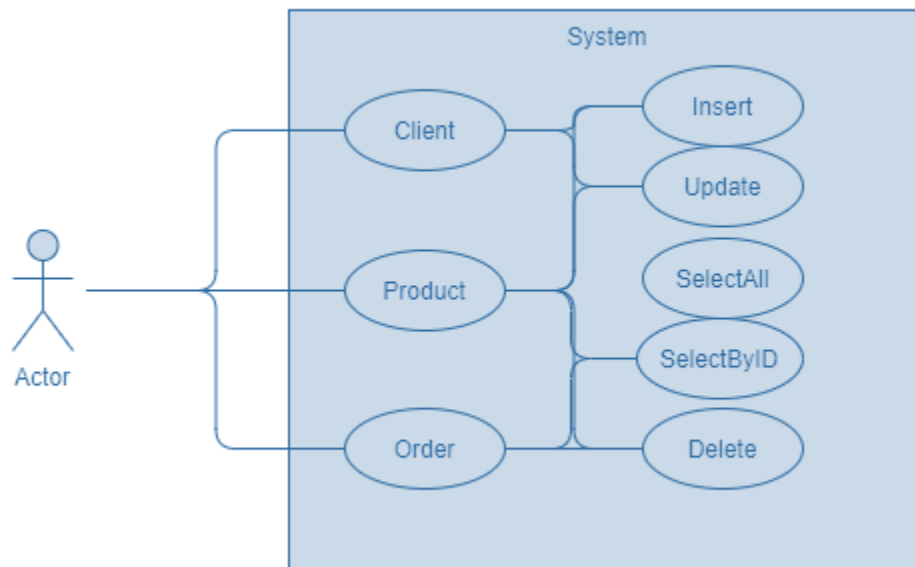 System
Client
Insert
Update
Product
SelectAll
SelectByID
Actor
Order
Delete